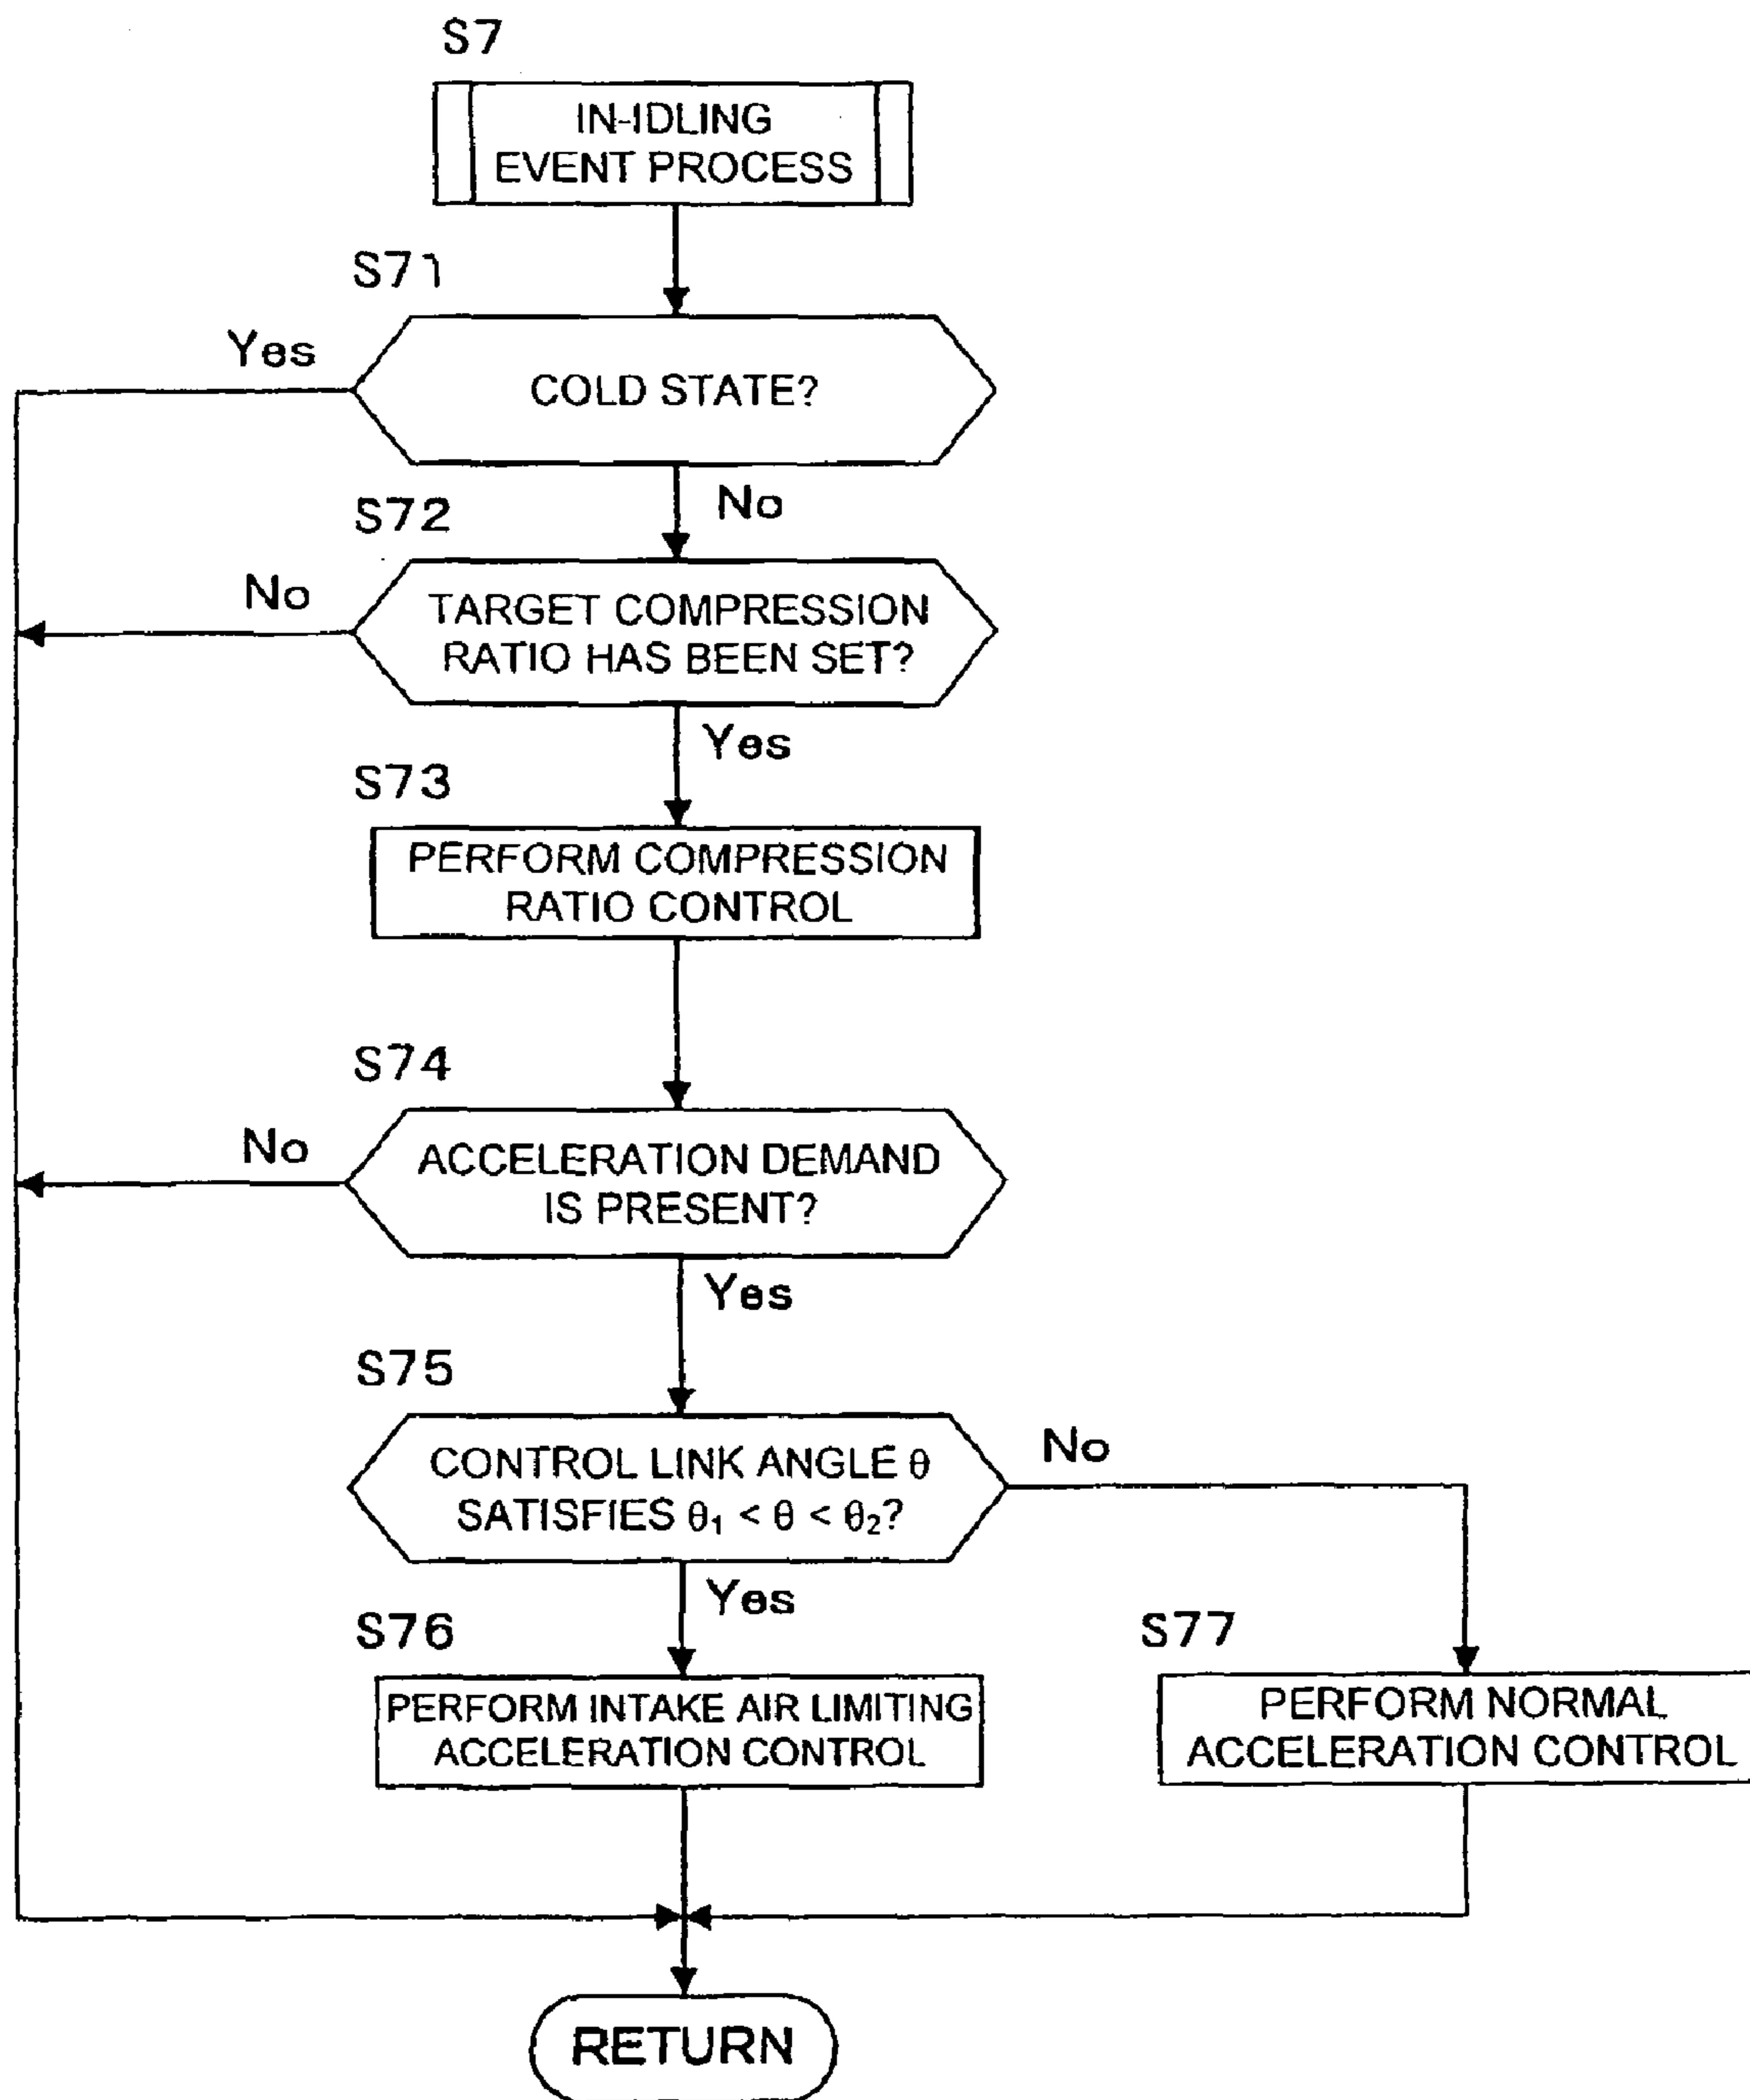 S7
IN-IDLING
EVENT PROCESS
S71
Yes
COLD STATE?
No
S72
No
TARGET COMPRESSION
RATIO HAS BEEN SET?
Yes
S73
PERFORM COMPRESSION
RATIO CONTROL
S74
No
ACCELERATION DEMAND
IS PRESENT?
Yes
S75
CONTROL LINK ANGLE θ
SATISFIES θ₁ < θ < θ₂?
No
Yes
S76
PERFORM INTAKE AIR LIMITING
ACCELERATION CONTROL
S77
PERFORM NORMAL
ACCELERATION CONTROL
RETURN